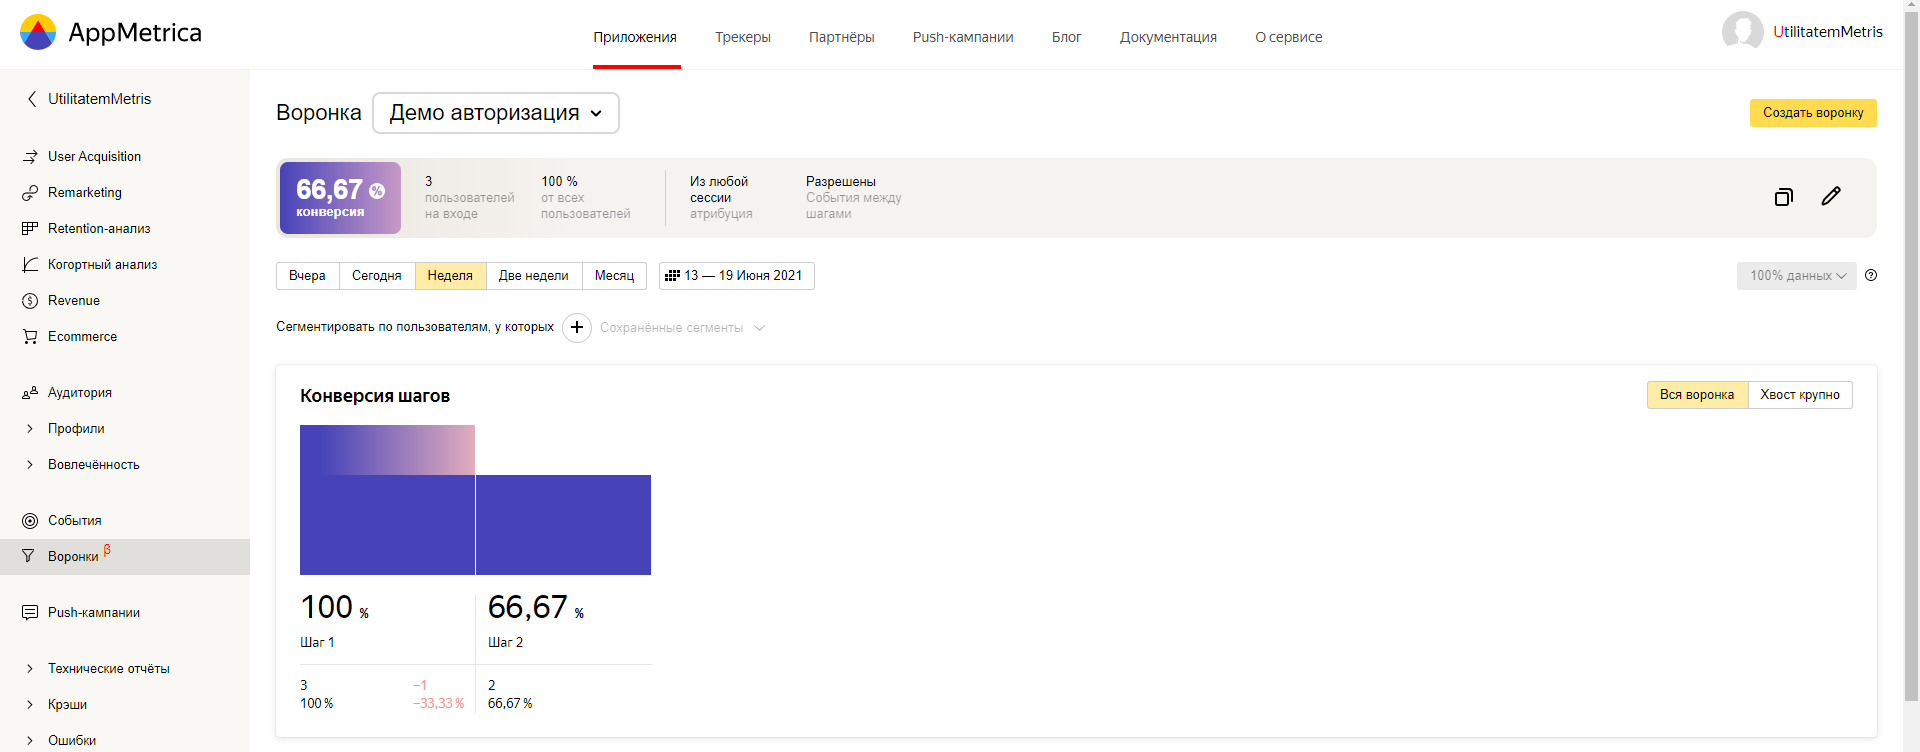 AppMetrica
Приложения
Трекеры
Партнёры
Push-кампании
Блог
Документация
О сервисе
UtilitatemMetris
UtilitatemMetris
User Acquisition
Remarketing
Retention-анализ
Когортный анализ
Revenue
Ecommerce
Аудитория
Профили
Вовлечённость
События
Воронки β
Push-кампании
Технические отчёты
Крэши
Ошибки
Воронка
Демо авторизация
Создать воронку
66,67 %
конверсия
3
пользователей
на входе
100 %
от всех
пользователей
Из любой
сессии
атрибуция
Разрешены
События между
шагами
Вчера
Сегодня
Неделя
Две недели
Месяц
13 — 19 Июня 2021
100% данных
?
Сегментировать по пользователям, у которых
+
Сохранённые сегменты
Конверсия шагов
Вся воронка
Хвост крупно
100 %
Шаг 1
66,67 %
Шаг 2
3
100 %
−1
−33,33 %
2
66,67 %